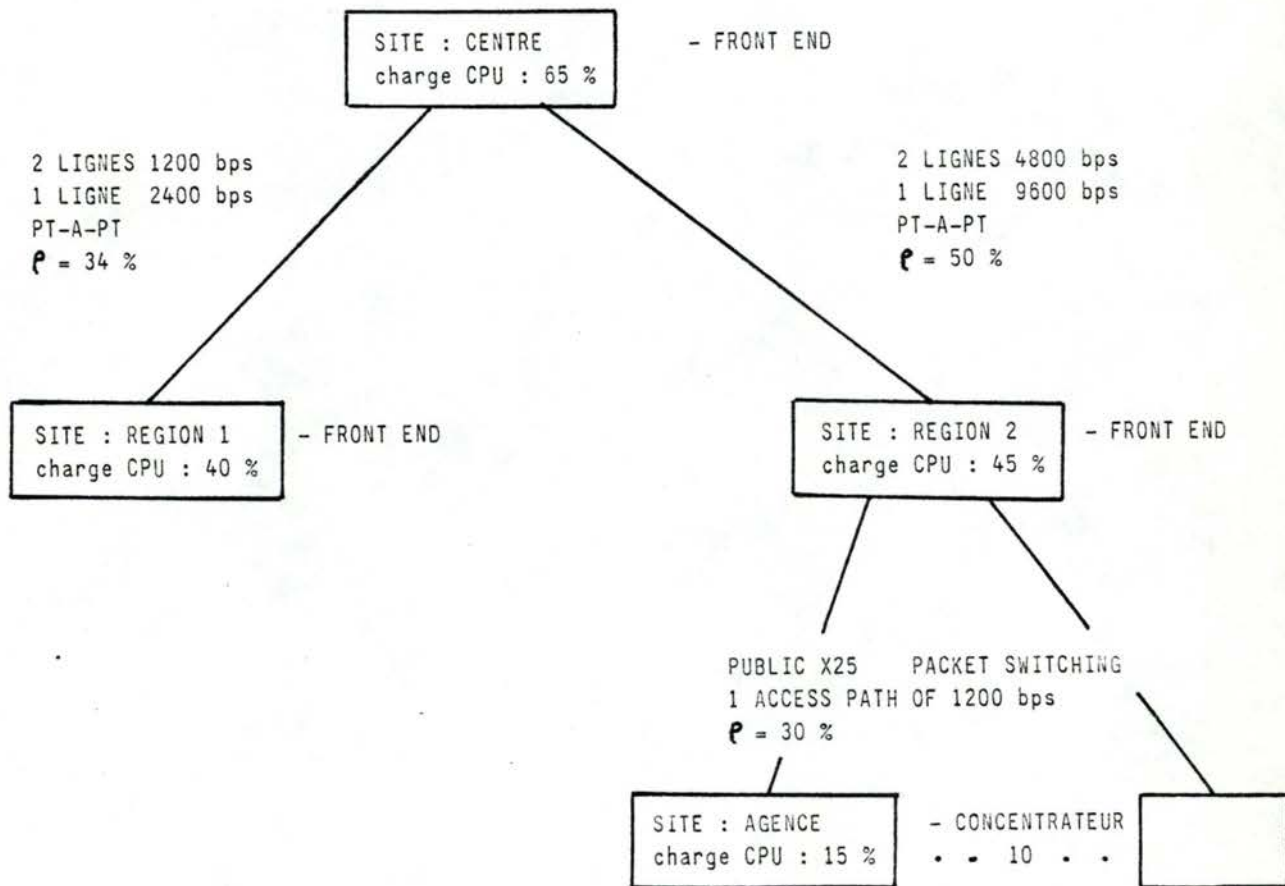 SITE : CENTRE
charge CPU : 65 %
- FRONT END
2 LIGNES 1200 bps
1 LIGNE 2400 bps
PT-A-PT
ρ = 34 %
2 LIGNES 4800 bps
1 LIGNE 9600 bps
PT-A-PT
ρ = 50 %
SITE : REGION 1
charge CPU : 40 %
- FRONT END
SITE : REGION 2
charge CPU : 45 %
- FRONT END
PUBLIC X25 PACKET SWITCHING
1 ACCESS PATH OF 1200 bps
ρ = 30 %
SITE : AGENCE
charge CPU : 15 %
- CONCENTRATEUR
• - 10 • •